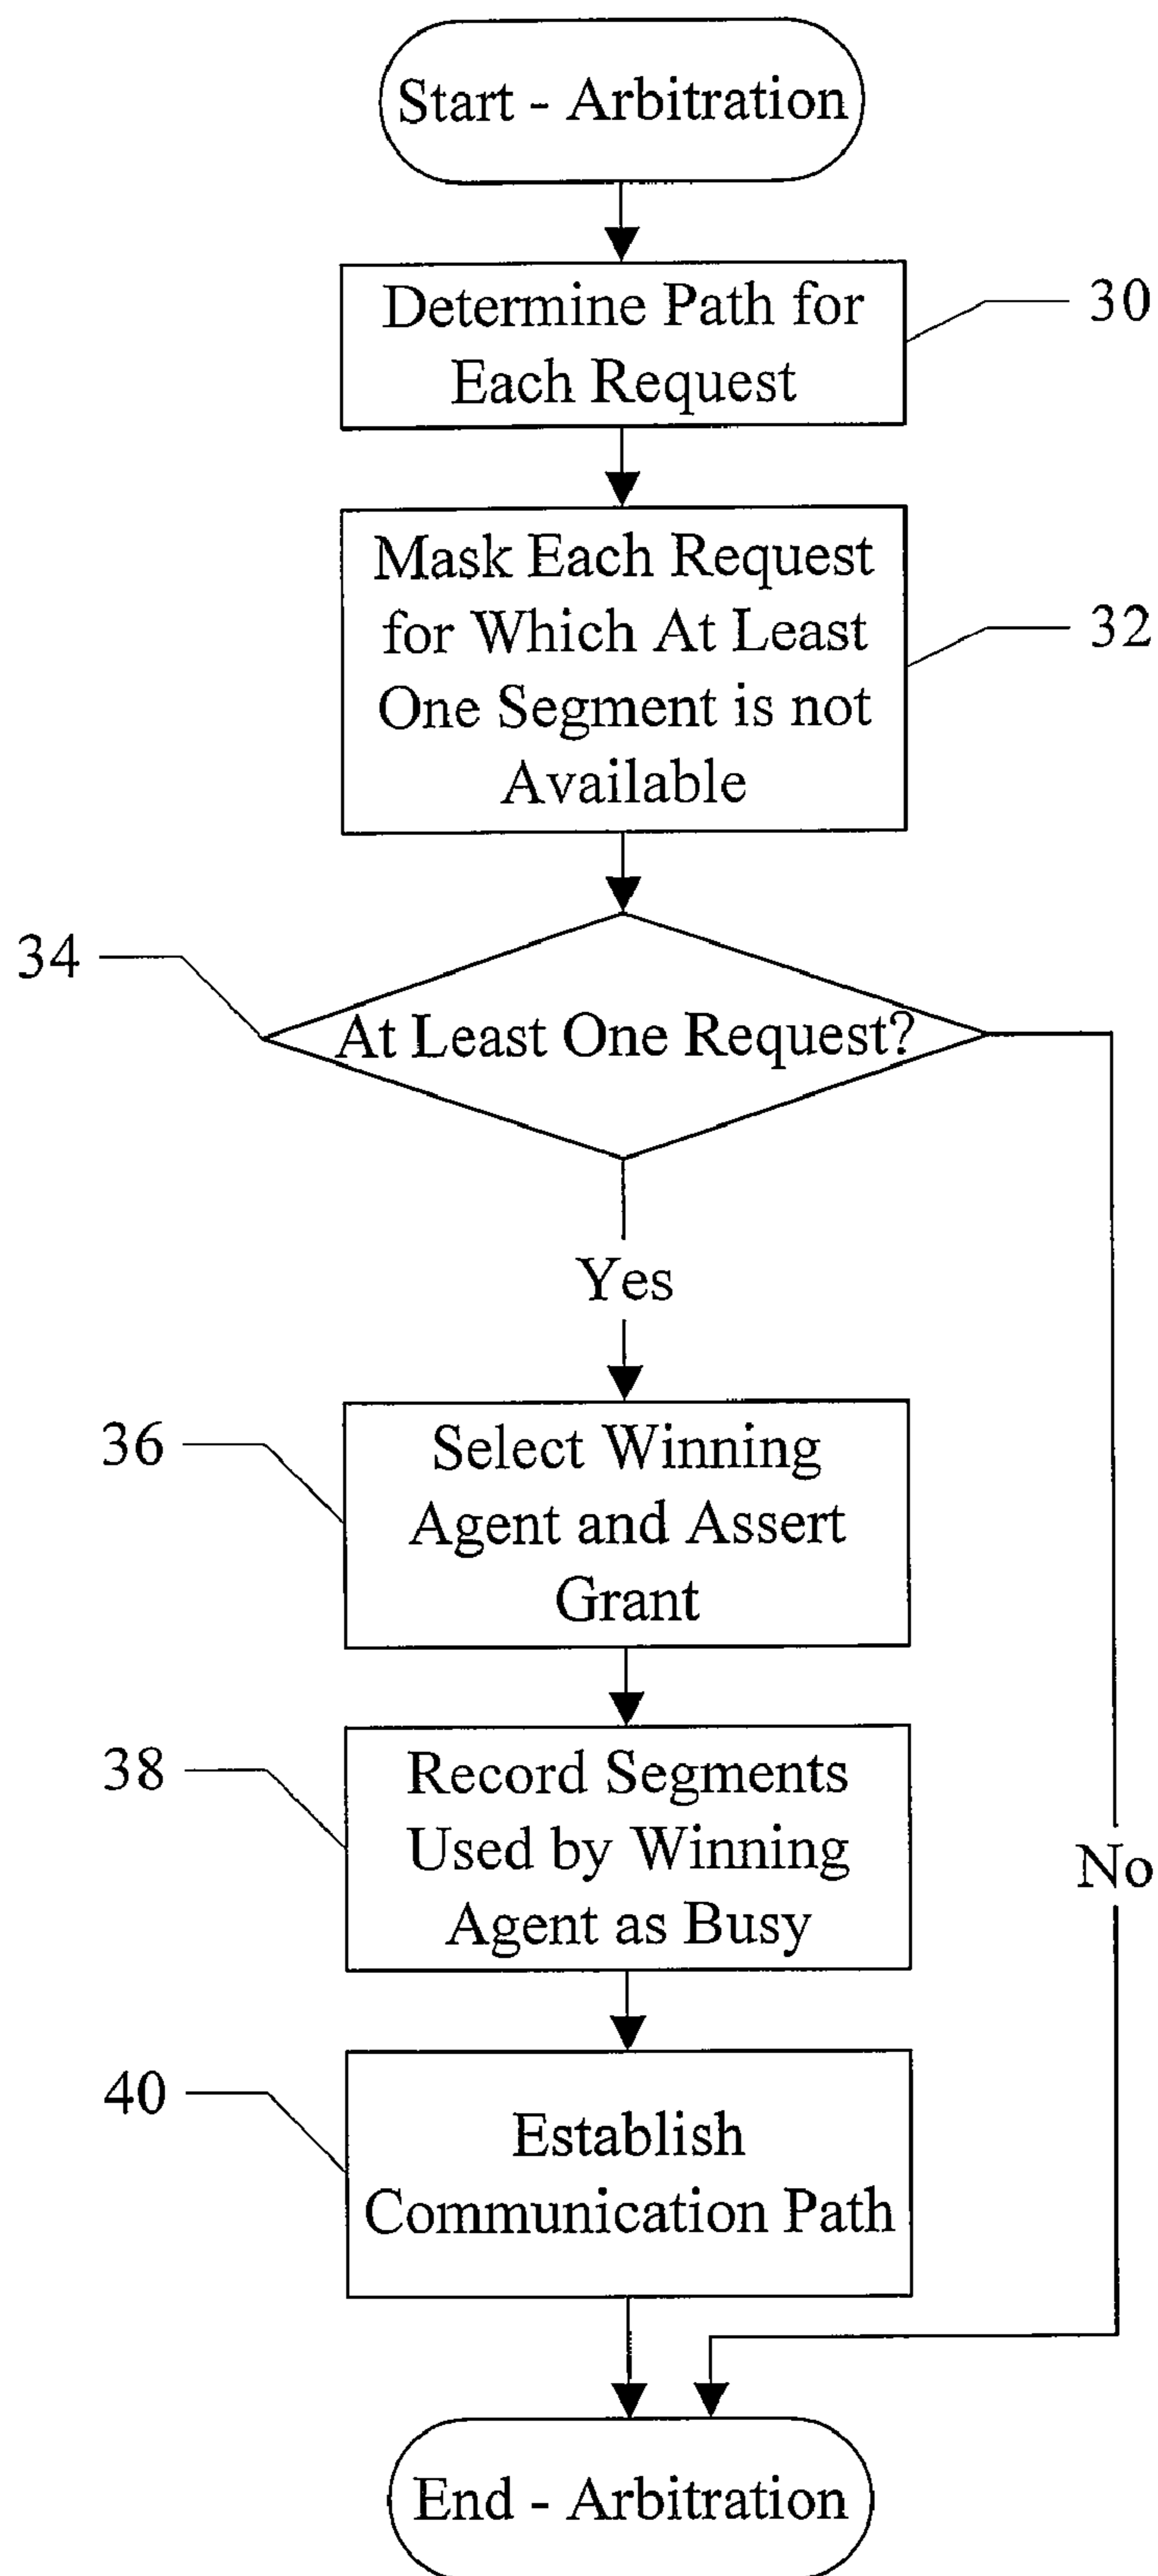 Start - Arbitration
Determine Path for
Each Request
30
Mask Each Request
for Which At Least
One Segment is not
Available
32
34
At Least One Request?
Yes
36
Select Winning
Agent and Assert
Grant
38
Record Segments
Used by Winning
Agent as Busy
No
40
Establish
Communication Path
End - Arbitration